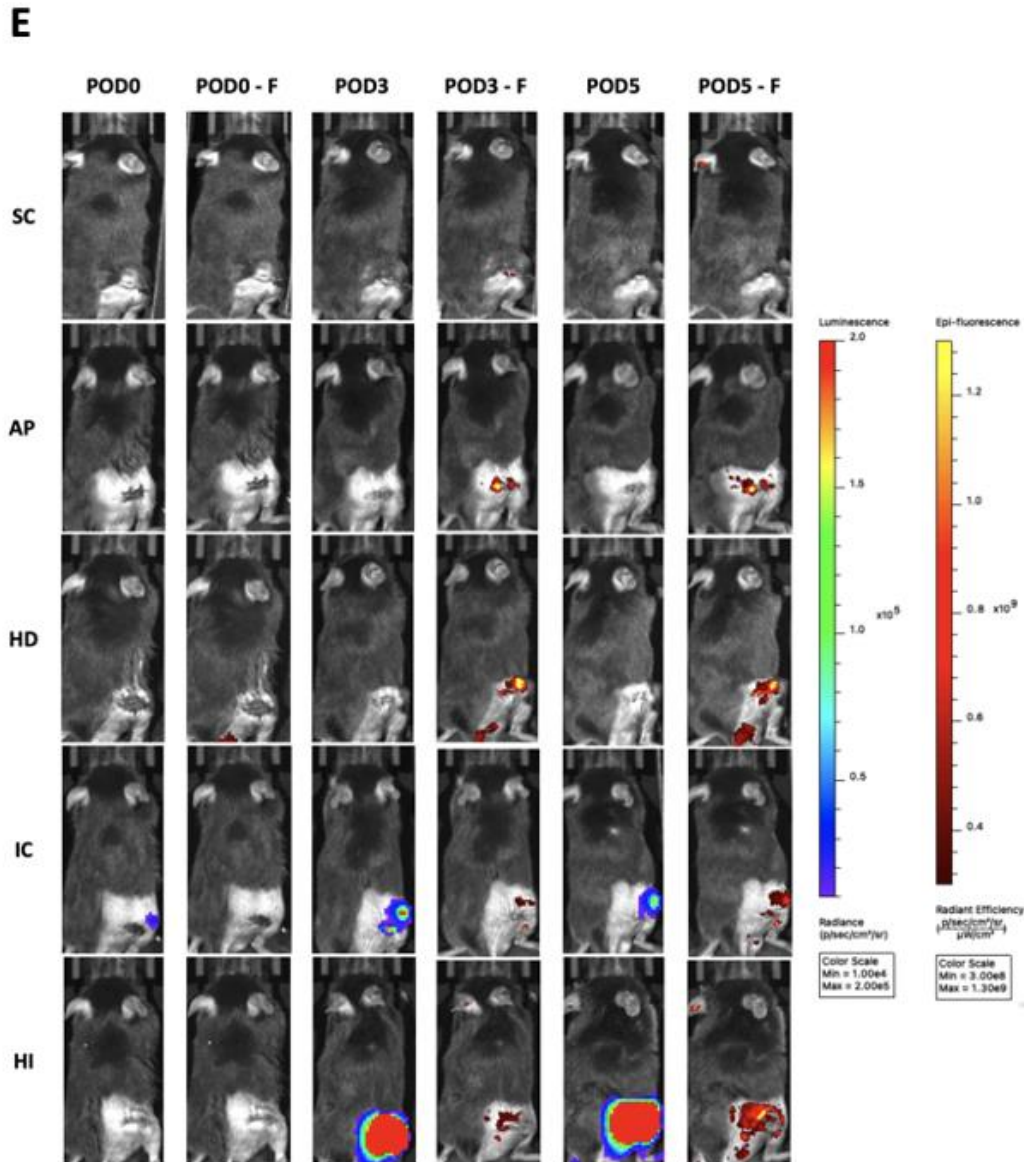 E
POD0 POD0 - F POD3 POD3 - F POD5 POD5 - F
SC
AP
HD
IC
HI
Luminescence
2.0
1.5
1.0
x10⁵
0.5
Radiance
(p/sec/cm²/sr)
Color Scale
Min = 1.00e4
Max = 2.00e5
Epi-fluorescence
1.2
1.0
0.8
x10⁹
0.6
0.4
Radiant Efficiency
p/sec/cm²/sr
µW/cm²
Color Scale
Min = 3.00e8
Max = 1.30e9